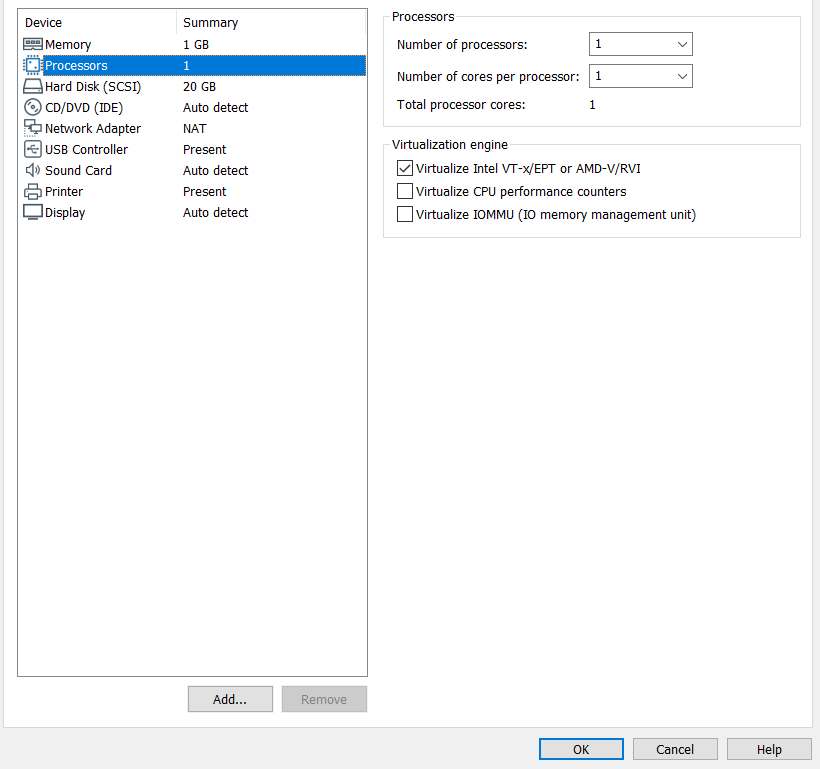 Device Summary
Memory 1 GB
Processors 1
Hard Disk (SCSI) 20 GB
CD/DVD (IDE) Auto detect
Network Adapter NAT
USB Controller Present
Sound Card Auto detect
Printer Present
Display Auto detect
Add... Remove
Processors
Number of processors: 1
Number of cores per processor: 1
Total processor cores: 1
Virtualization engine
Virtualize Intel VT-x/EPT or AMD-V/RVI
Virtualize CPU performance counters
Virtualize IOMMU (IO memory management unit)
OK Cancel Help